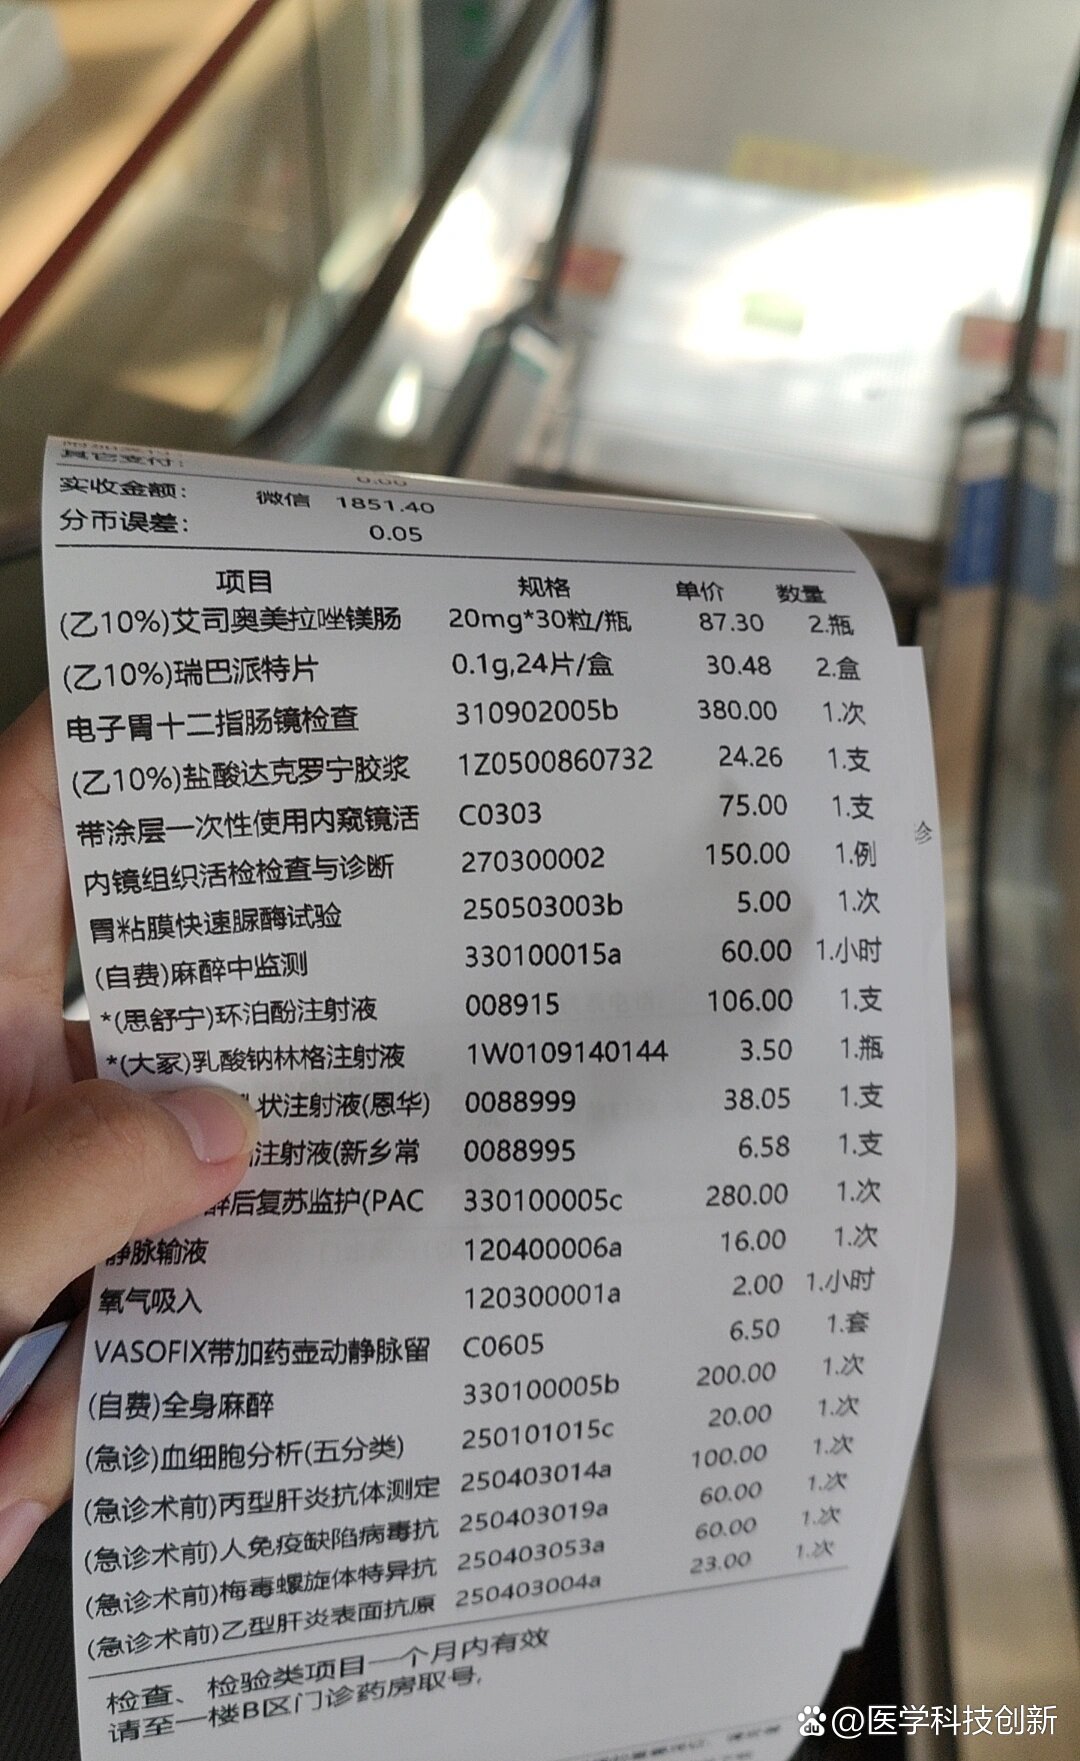 其它支付: 0.00
实收金额: 微信 1851.40
分币误差: 0.05
项目 规格 单价 数量
(乙10%)艾司奥美拉唑镁肠 20mg*30粒/瓶 87.30 2.瓶
(乙10%)瑞巴派特片 0.1g,24片/盒 30.48 2.盒
电子胃十二指肠镜检查 310902005b 380.00 1.次
(乙10%)盐酸达克罗宁胶浆 1Z0500860732 24.26 1.支
带涂层一次性使用内窥镜活 C0303 75.00 1.支
内镜组织活检检查与诊断 270300002 150.00 1.例
胃粘膜快速脲酶试验 250503003b 5.00 1.次
(自费)麻醉中监测 330100015a 60.00 1.小时
*(思舒宁)环泊酚注射液 008915 106.00 1.支
*(大冢)乳酸钠林格注射液 1W0109140144 3.50 1.瓶
状注射液(恩华) 0088999 38.05 1.支
注射液(新乡常 0088995 6.58 1.支
醉后复苏监护(PAC 330100005c 280.00 1.次
静脉输液 120400006a 16.00 1.次
氧气吸入 120300001a 2.00 1.小时
VASOFIX带加药壶动静脉留 C0605 6.50 1.套
(自费)全身麻醉 330100005b 200.00 1.次
(急诊)血细胞分析(五分类) 250101015c 20.00 1.次
(急诊术前)丙型肝炎抗体测定 250403014a 100.00 1.次
(急诊术前)人免疫缺陷病毒抗 250403019a 60.00 1.次
(急诊术前)梅毒螺旋体特异抗 250403053a 60.00 1.次
(急诊术前)乙型肝炎表面抗原 250403004a 23.00 1.次
检查、检验类项目一个月内有效
请至一楼B区门诊药房取号,
诊
@医学科技创新